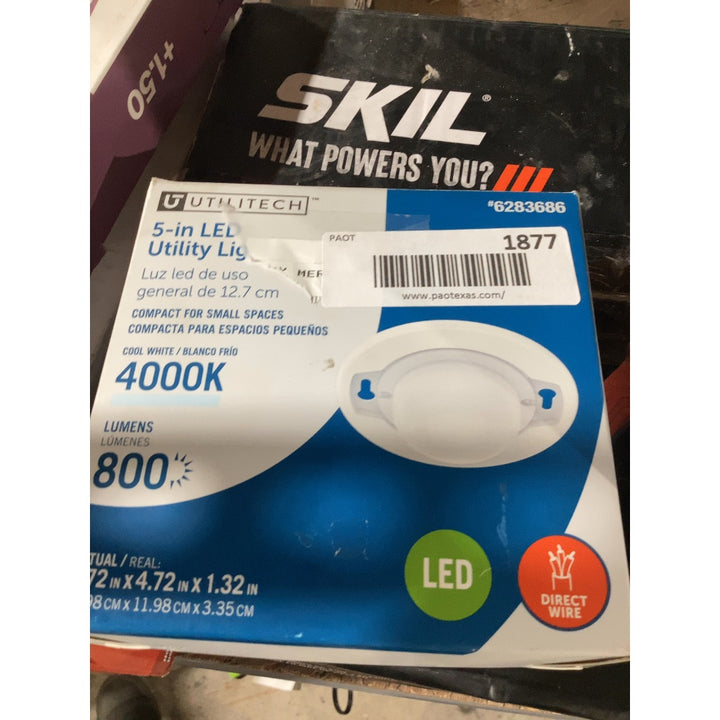 +1.50
SKIL®
WHAT POWERS YOU?
UTILITECH™
#6283686
5-in LED
Utility
Luz led de uso
general de 12.7 cm
COMPACT FOR SMALL SPACES
COMPACTA PARA ESPACIOS PEQUEÑOS
COOL WHITE / BLANCO FRÍO
4000K
LUMENS
LÚMENES
800
PAOT
1877
www.paotexas.com/
MER
LED
DIRECT
WIRE
TUAL / REAL:
72 IN X 4.72 IN X 1.32 IN
98 CM X 11.98 CM X 3.35 CM